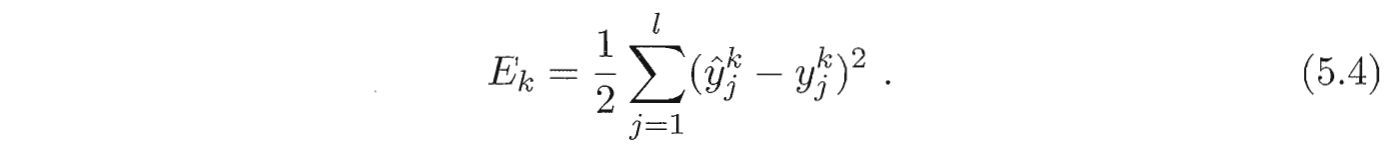 $E_k = \frac{1}{2} \sum_{j=1}^{l} (\hat{y}_j^k - y_j^k)^2 \ .$ (5.4)